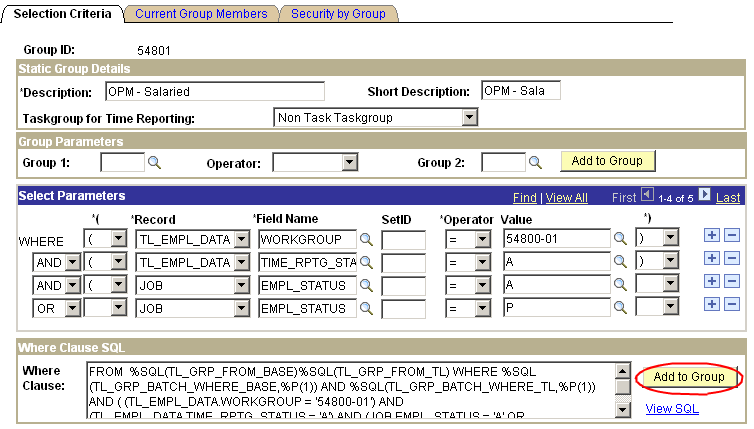 Selection Criteria Current Group Members Security by Group
Group ID: 54801
Static Group Details
*Description: OPM - Salaried Short Description: OPM - Sala
Taskgroup for Time Reporting: Non Task Taskgroup
Group Parameters
Group 1: Operator: Group 2: Add to Group
Select Parameters Find | View All First 1-4 of 5 Last
*( *Record *Field Name SetID *Operator Value *)
WHERE ( TL_EMPL_DATA WORKGROUP = 54800-01 )
AND ( TL_EMPL_DATA TIME_RPTG_STA = A )
AND ( JOB EMPL_STATUS = A
OR JOB EMPL_STATUS = P
Where Clause SQL
Where Clause: FROM %SQL(TL_GRP_FROM_BASE)%SQL(TL_GRP_FROM_TL) WHERE %SQL
(TL_GRP_BATCH_WHERE_BASE,%P(1)) AND %SQL(TL_GRP_BATCH_WHERE_TL,%P(1))
AND ( (TL_EMPL_DATA.WORKGROUP = '54800-01') AND
(TL_EMPL_DATA.TIME_RPTG_STATUS = 'A') AND (JOB.EMPL_STATUS = 'A' OR
Add to Group
View SQL